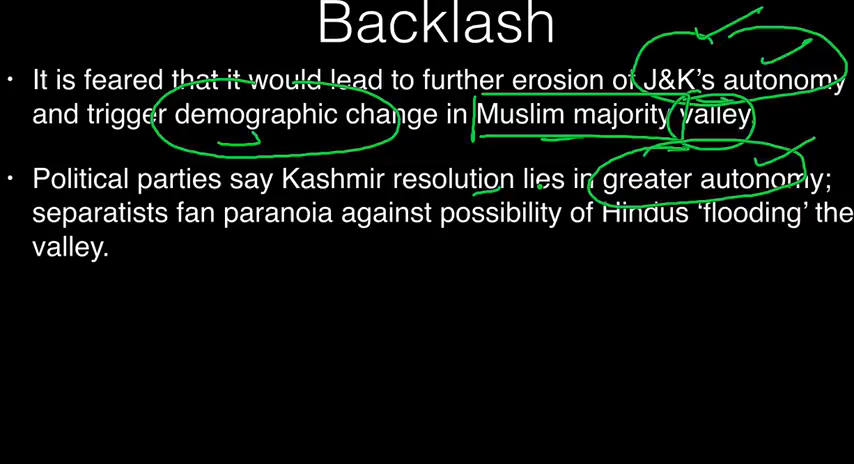 Backlash
• It is feared that it would lead to further erosion of J&K's autonomy
and trigger demographic change in Muslim majority valley
• Political parties say Kashmir resolution lies in greater autonomy;
separatists fan paranoia against possibility of Hindus ‘flooding’ the
valley.